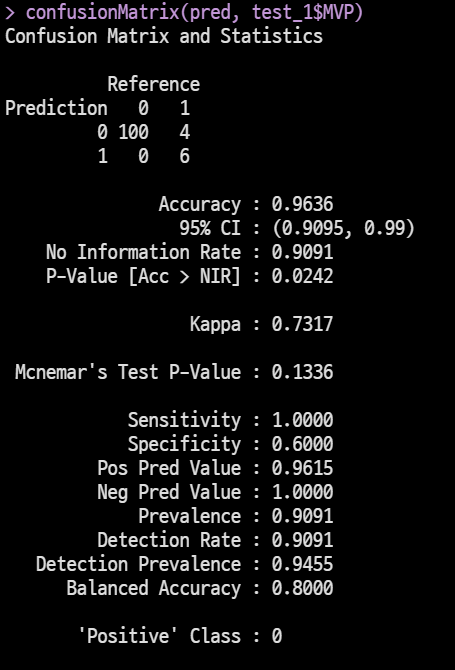 > confusionMatrix(pred, test_1$MVP)
Confusion Matrix and Statistics
Reference
Prediction 0 1
0 100 4
1 0 6
Accuracy : 0.9636
95% CI : (0.9095, 0.99)
No Information Rate : 0.9091
P-Value [Acc > NIR] : 0.0242
Kappa : 0.7317
Mcnemar's Test P-Value : 0.1336
Sensitivity : 1.0000
Specificity : 0.6000
Pos Pred Value : 0.9615
Neg Pred Value : 1.0000
Prevalence : 0.9091
Detection Rate : 0.9091
Detection Prevalence : 0.9455
Balanced Accuracy : 0.8000
'Positive' Class : 0